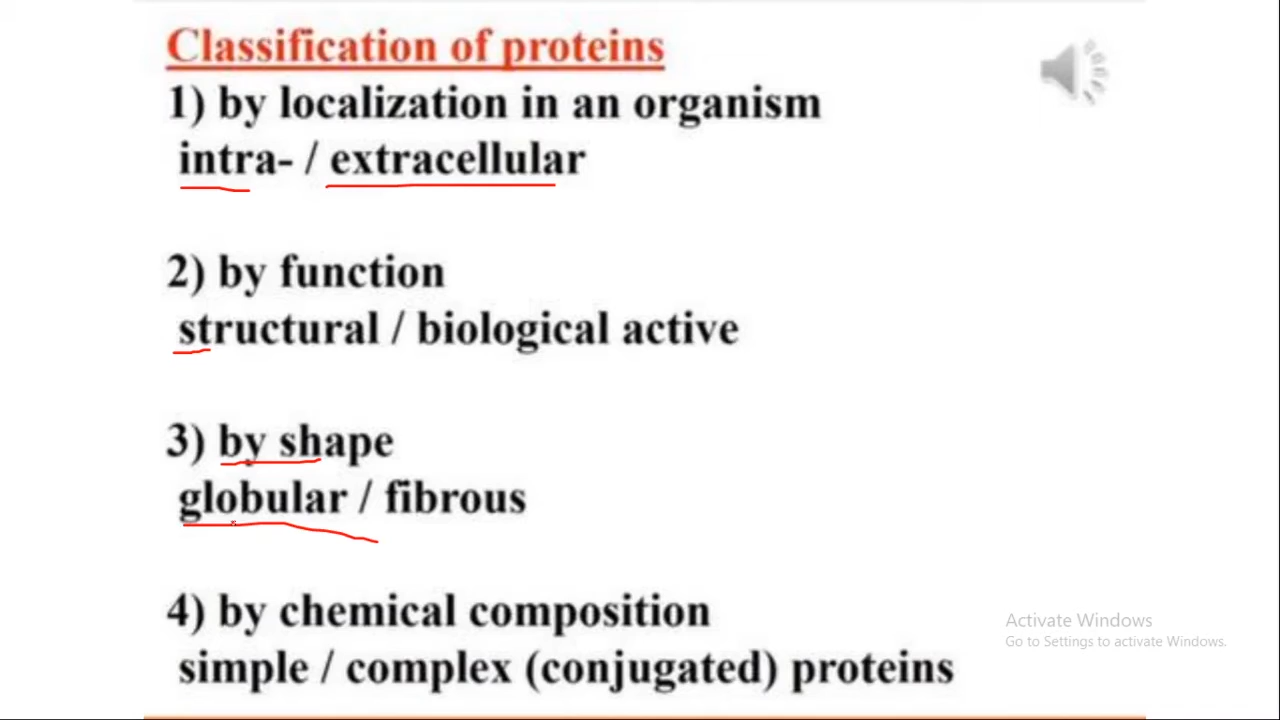 Classification of proteins
1) by localization in an organism
intra- / extracellular
2) by function
structural / biological active
3) by shape
globular / fibrous
4) by chemical composition
simple / complex (conjugated) proteins
Activate Windows
Go to Settings to activate Windows.